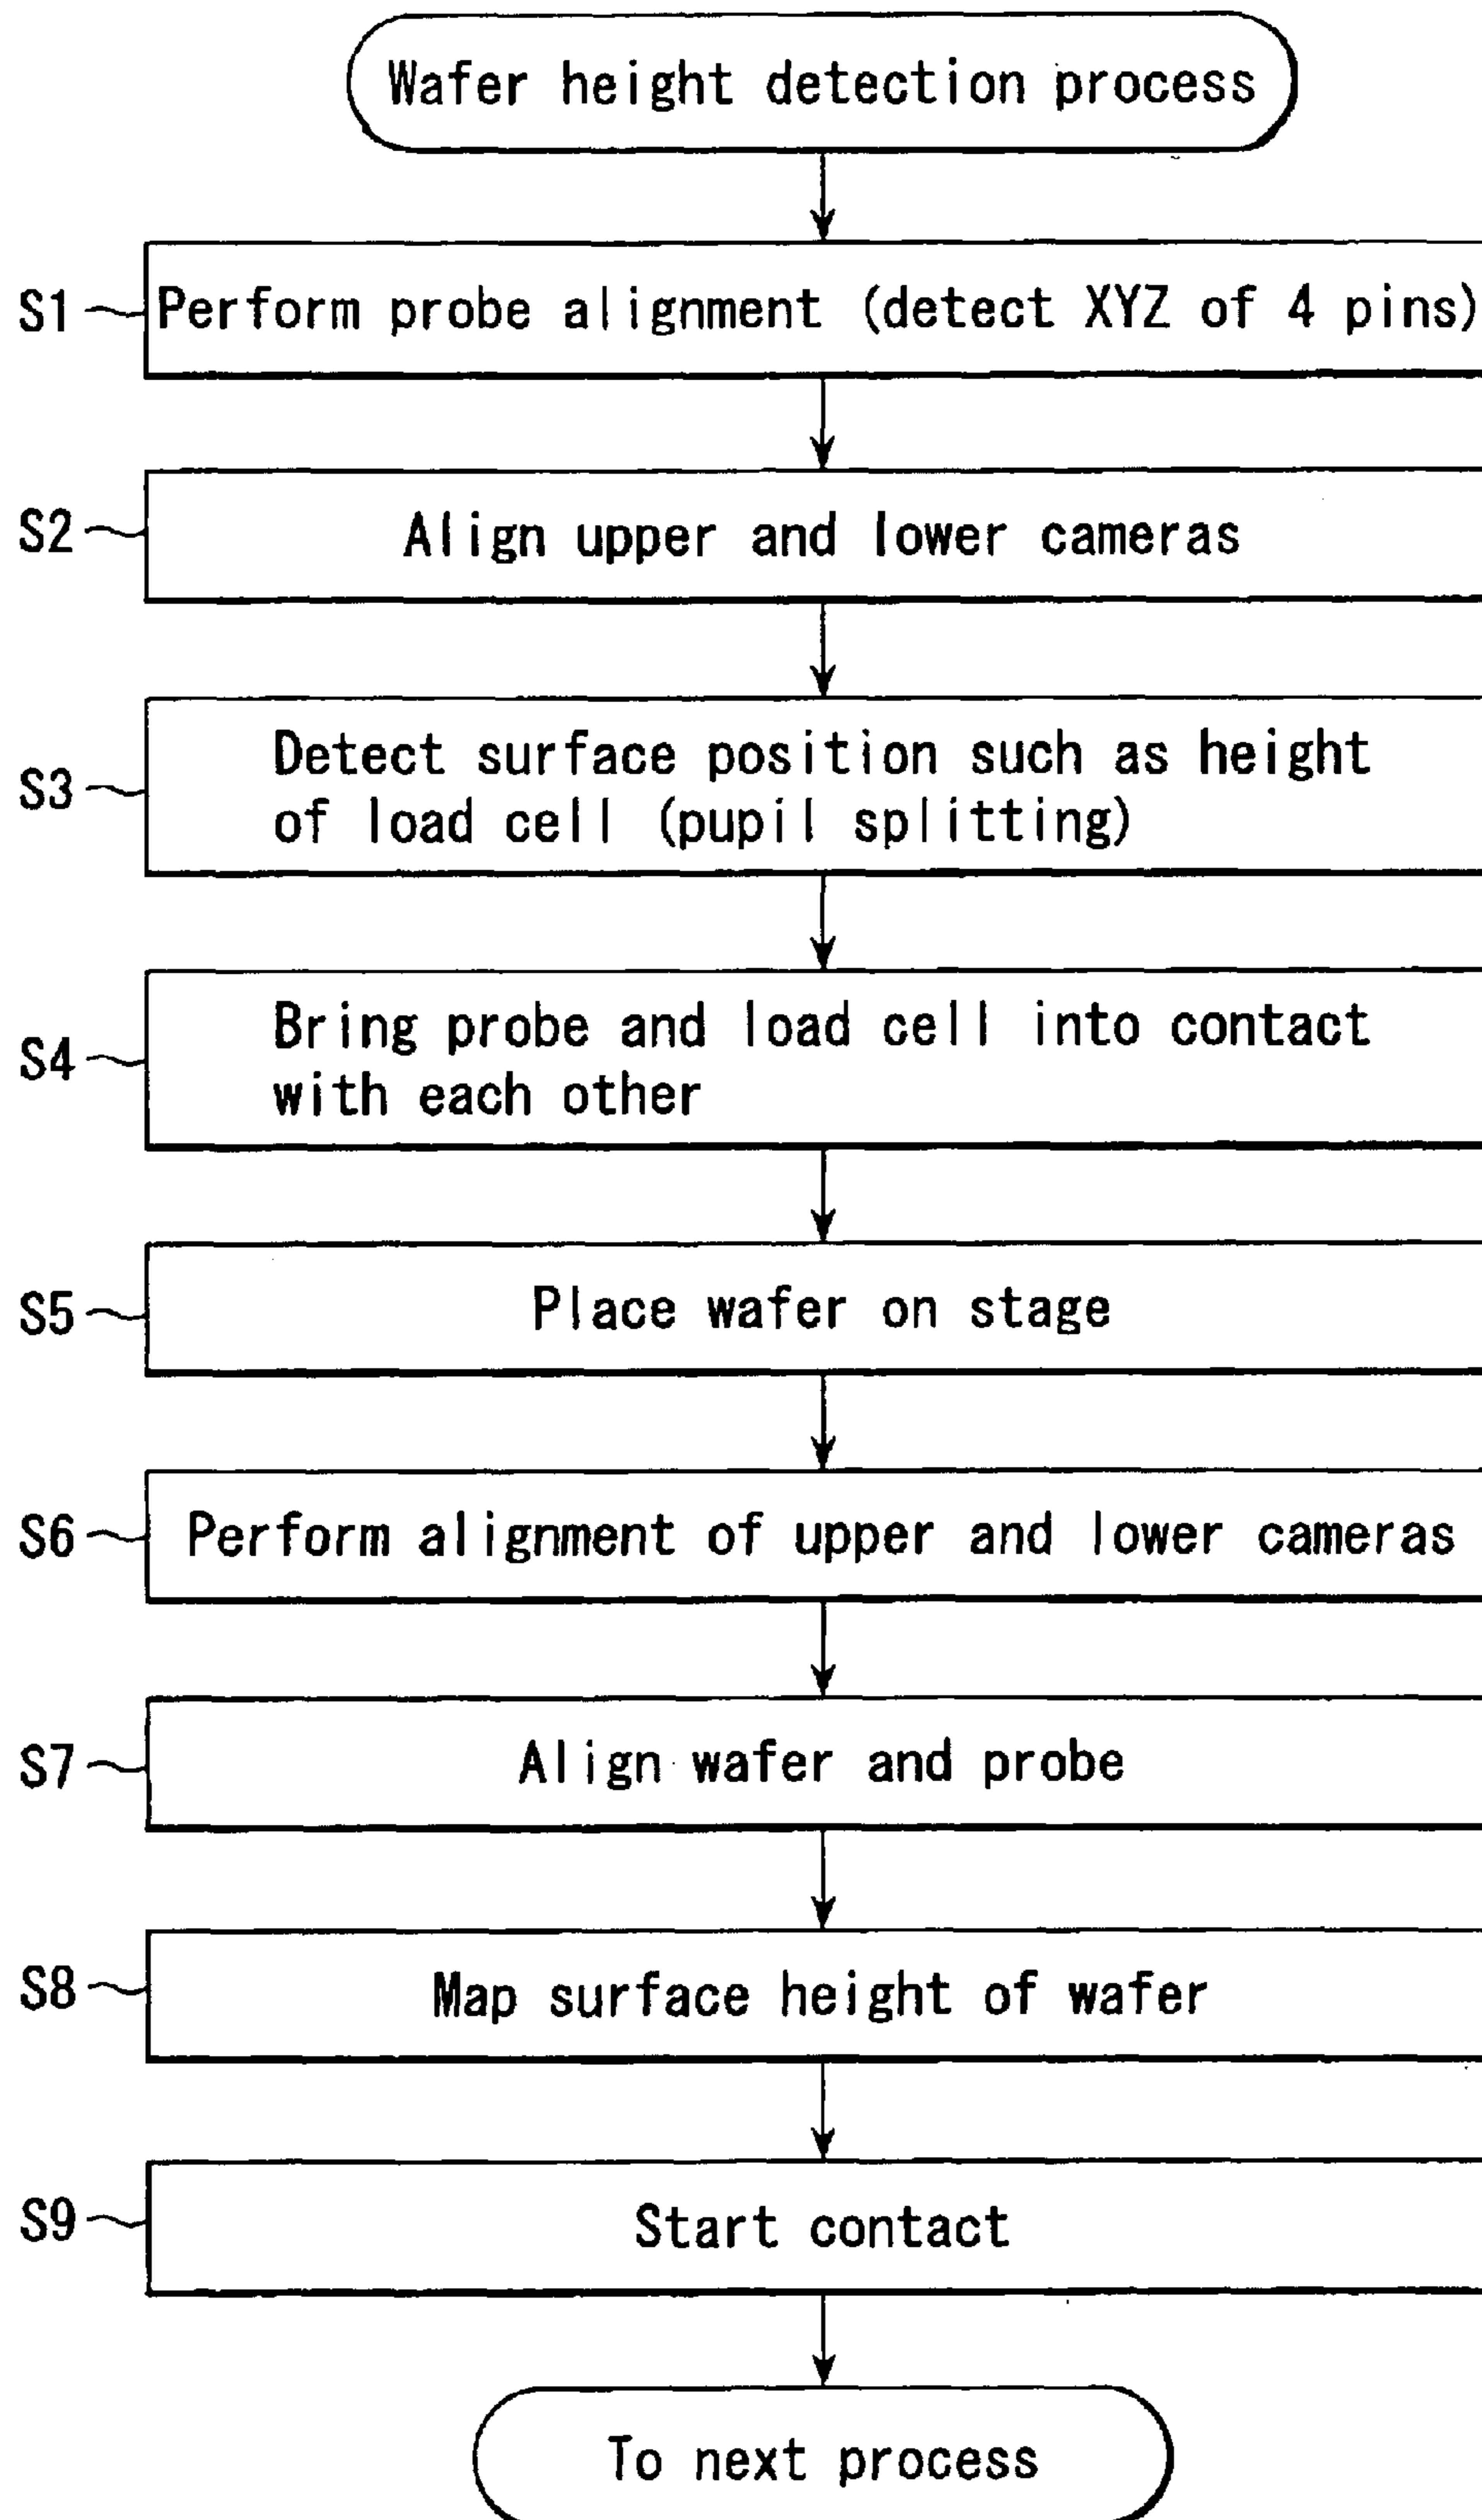 Wafer height detection process
S1
Perform probe alignment (detect XYZ of 4 pins)
S2
Align upper and lower cameras
S3
Detect surface position such as height
of load cell (pupil splitting)
S4
Bring probe and load cell into contact
with each other
S5
Place wafer on stage
S6
Perform alignment of upper and lower cameras
S7
Align wafer and probe
S8
Map surface height of wafer
S9
Start contact
To next process